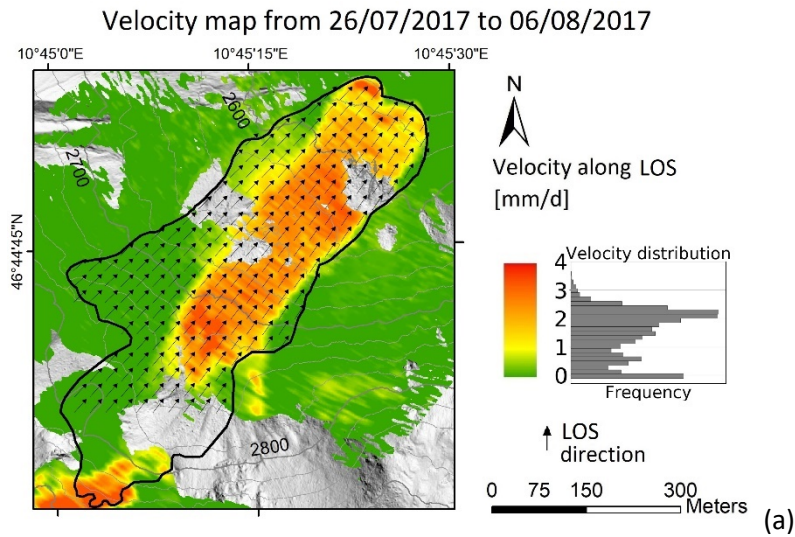 Velocity map from 26/07/2017 to 06/08/2017
10°45'0"E
10°45'15"E
10°45'30"E
46°44'45"N
2600
2700
2800
N
Velocity along LOS
[mm/d]
Velocity distribution
4
3
2
1
0
Frequency
LOS
direction
0 75 150 300
Meters
(a)